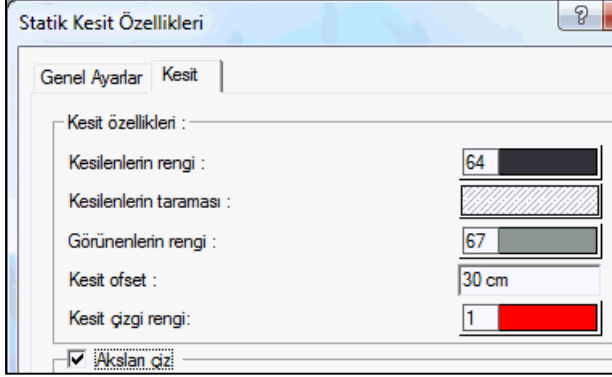 Statik Kesit Özellikleri
Genel Ayarlar Kesit
Kesit özellikleri :
Kesilenlerin rengi : 64
Kesilenlerin taraması :
Görünenlerin rengi : 67
Kesit ofset : 30 cm
Kesit çizgi rengi: 1
Aksları çiz